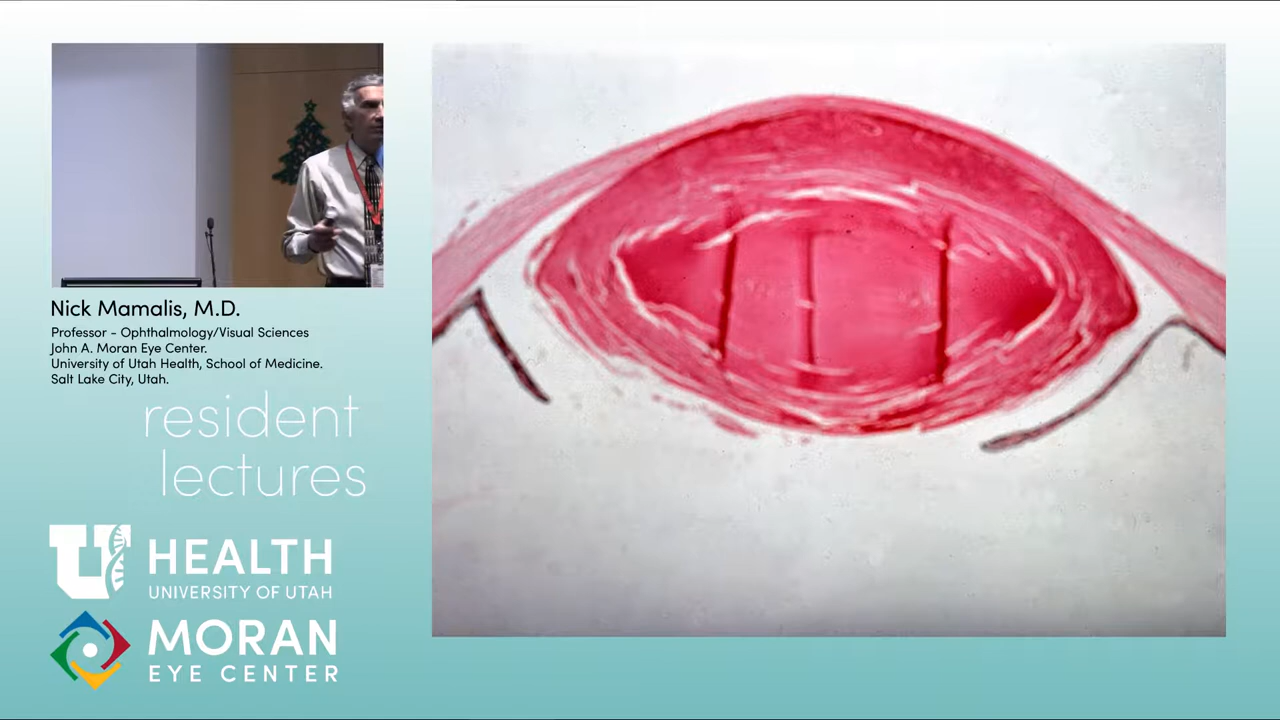 Nick Mamalis, M.D.
Professor - Ophthalmology/Visual Sciences
John A. Moran Eye Center.
University of Utah Health, School of Medicine.
Salt Lake City, Utah.
resident
lectures
U HEALTH
UNIVERSITY OF UTAH
MORAN
EYE CENTER